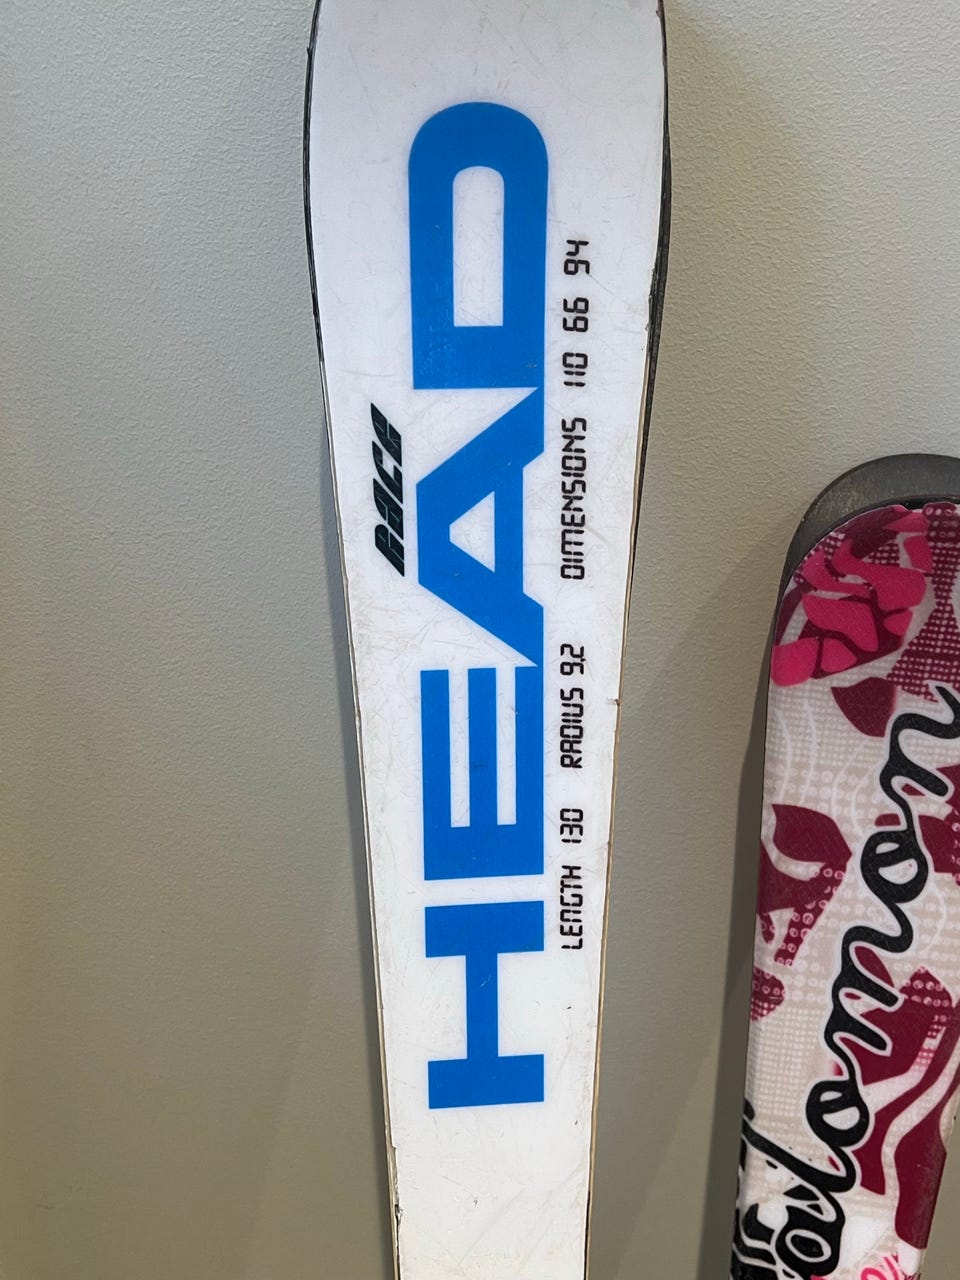 RACE
HEAD
LENGTH 130 RADIUS 9.2 DIMENSIONS 110 66 94
salomon